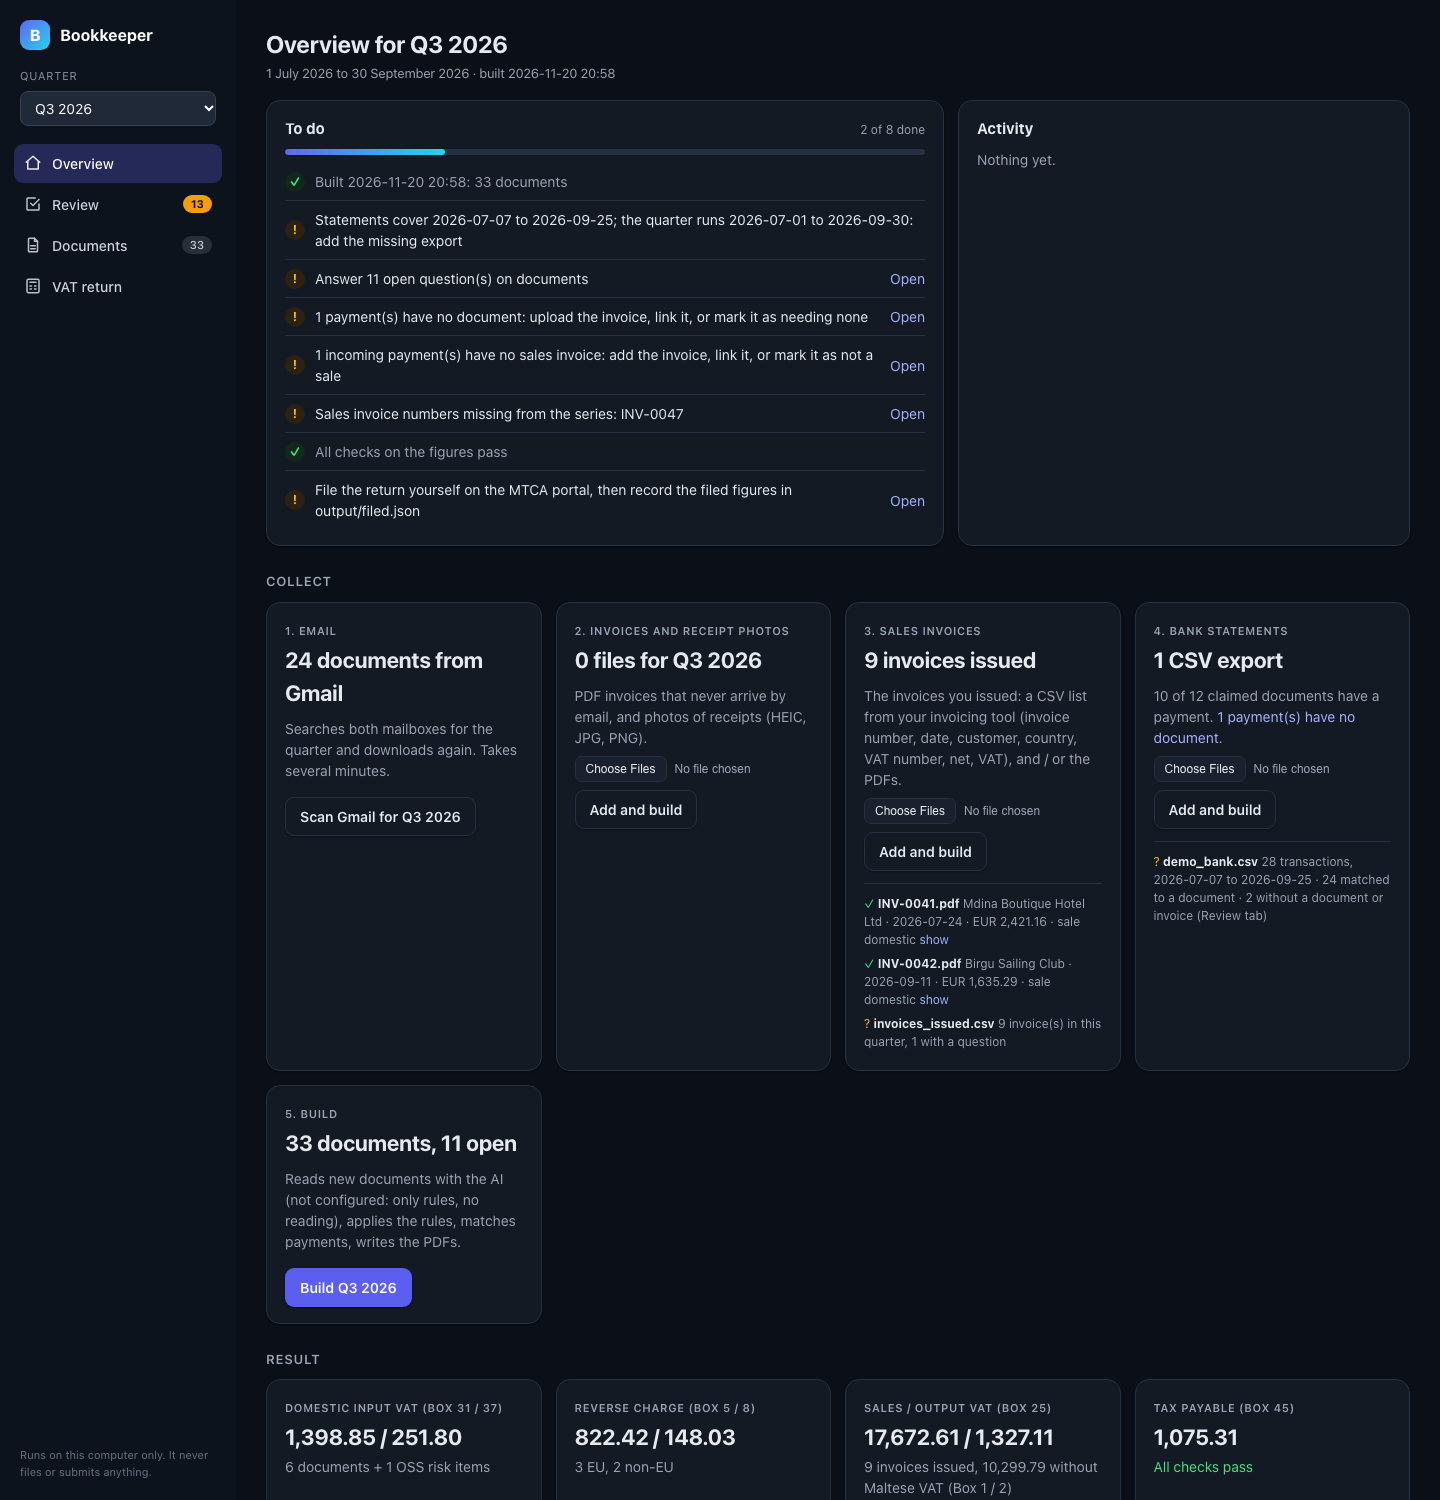 B Bookkeeper
QUARTER
Q3 2026
Overview
Review 13
Documents 33
VAT return
Runs on this computer only. It never
files or submits anything.
Overview for Q3 2026
1 July 2026 to 30 September 2026 · built 2026-11-20 20:58
To do 2 of 8 done
Built 2026-11-20 20:58: 33 documents
! Statements cover 2026-07-07 to 2026-09-25; the quarter runs 2026-07-01 to 2026-09-30:
add the missing export
! Answer 11 open question(s) on documents Open
! 1 payment(s) have no document: upload the invoice, link it, or mark it as needing none Open
! 1 incoming payment(s) have no sales invoice: add the invoice, link it, or mark it as not a
sale Open
! Sales invoice numbers missing from the series: INV-0047 Open
All checks on the figures pass
! File the return yourself on the MTCA portal, then record the filed figures in
output/filed.json Open
Activity
Nothing yet.
COLLECT
1. EMAIL
24 documents from
Gmail
Searches both mailboxes for the
quarter and downloads again. Takes
several minutes.
Scan Gmail for Q3 2026
2. INVOICES AND RECEIPT PHOTOS
0 files for Q3 2026
PDF invoices that never arrive by
email, and photos of receipts (HEIC,
JPG, PNG).
Choose Files No file chosen
Add and build
3. SALES INVOICES
9 invoices issued
The invoices you issued: a CSV list
from your invoicing tool (invoice
number, date, customer, country,
VAT number, net, VAT), and / or the
PDFs.
Choose Files No file chosen
Add and build
✓ INV-0041.pdf Mdina Boutique Hotel
Ltd · 2026-07-24 · EUR 2,421.16 · sale
domestic show
✓ INV-0042.pdf Birgu Sailing Club ·
2026-09-11 · EUR 1,635.29 · sale
domestic show
? invoices_issued.csv 9 invoice(s) in this
quarter, 1 with a question
4. BANK STATEMENTS
1 CSV export
10 of 12 claimed documents have a
payment. 1 payment(s) have no
document.
Choose Files No file chosen
Add and build
? demo_bank.csv 28 transactions,
2026-07-07 to 2026-09-25 · 24 matched
to a document · 2 without a document or
invoice (Review tab)
5. BUILD
33 documents, 11 open
Reads new documents with the AI
(not configured: only rules, no
reading), applies the rules, matches
payments, writes the PDFs.
Build Q3 2026
RESULT
DOMESTIC INPUT VAT (BOX 31 / 37)
1,398.85 / 251.80
6 documents + 1 OSS risk items
REVERSE CHARGE (BOX 5 / 8)
822.42 / 148.03
3 EU, 2 non-EU
SALES / OUTPUT VAT (BOX 25)
17,672.61 / 1,327.11
9 invoices issued, 10,299.79 without
Maltese VAT (Box 1 / 2)
TAX PAYABLE (BOX 45)
1,075.31
All checks pass